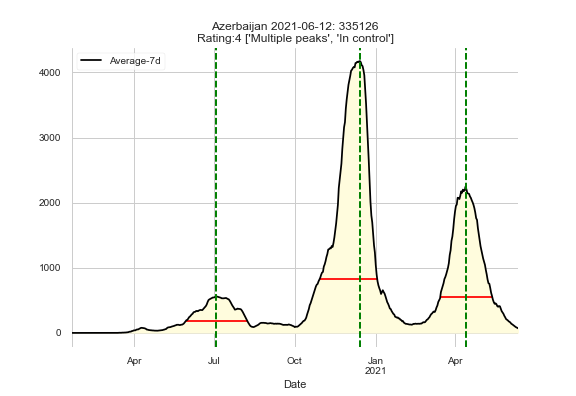 Azerbaijan 2021-06-12: 335126
Rating:4 ['Multiple peaks', 'In control']
Average-7d
4000
3000
2000
1000
0
Apr
Jul
Oct
Jan
2021
Apr
Date